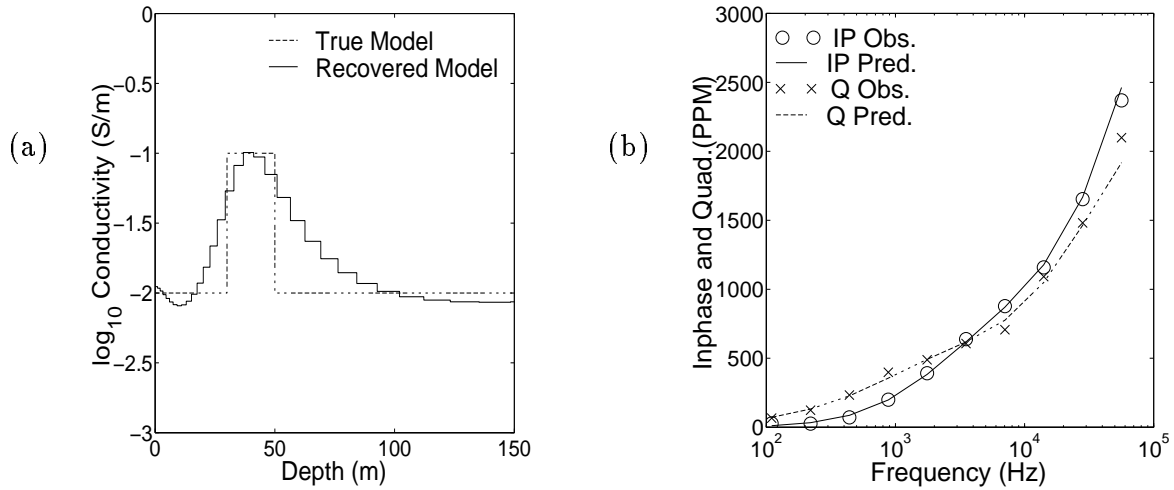 (a)
log10 Conductivity (S/m)
0
−0.5
−1
−1.5
−2
−2.5
−3
True Model
Recovered Model
0
50
100
150
Depth (m)
(b)
Inphase and Quad.(PPM)
3000
2500
2000
1500
1000
500
0
IP Obs.
IP Pred.
Q Obs.
Q Pred.
10^2
10^3
10^4
10^5
Frequency (Hz)